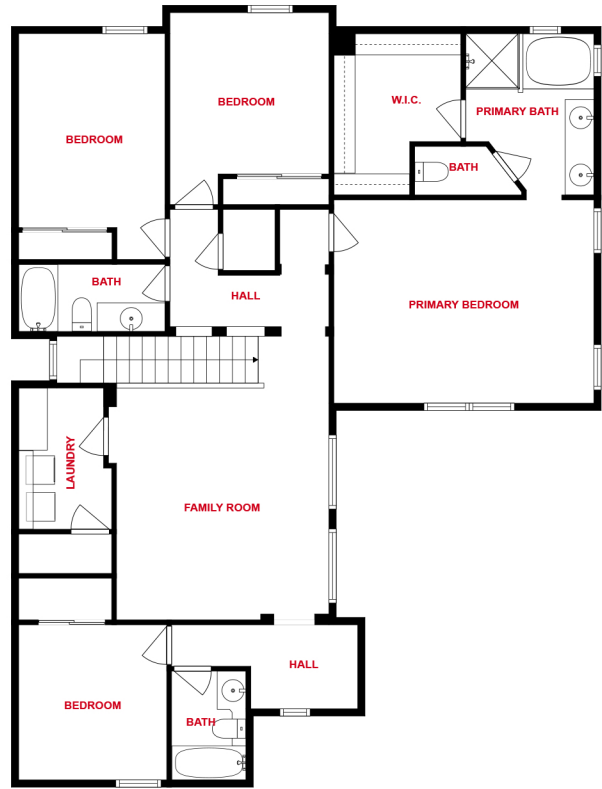 BEDROOM
W.I.C.
PRIMARY BATH
BEDROOM
BATH
BATH
HALL
PRIMARY BEDROOM
LAUNDRY
FAMILY ROOM
HALL
BEDROOM
BATH